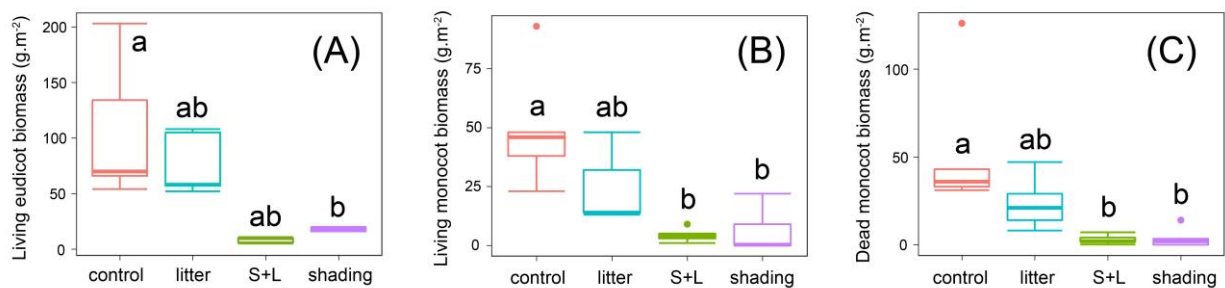 Living eudicot biomass (g.m⁻²)
200
150
100
50
0
(A)
a
ab
ab
b
control litter S+L shading
Living monocot biomass (g.m⁻²)
75
50
25
0
(B)
a
ab
b
b
control litter S+L shading
Dead monocot biomass (g.m⁻²)
100
50
0
(C)
a
ab
b
b
control litter S+L shading